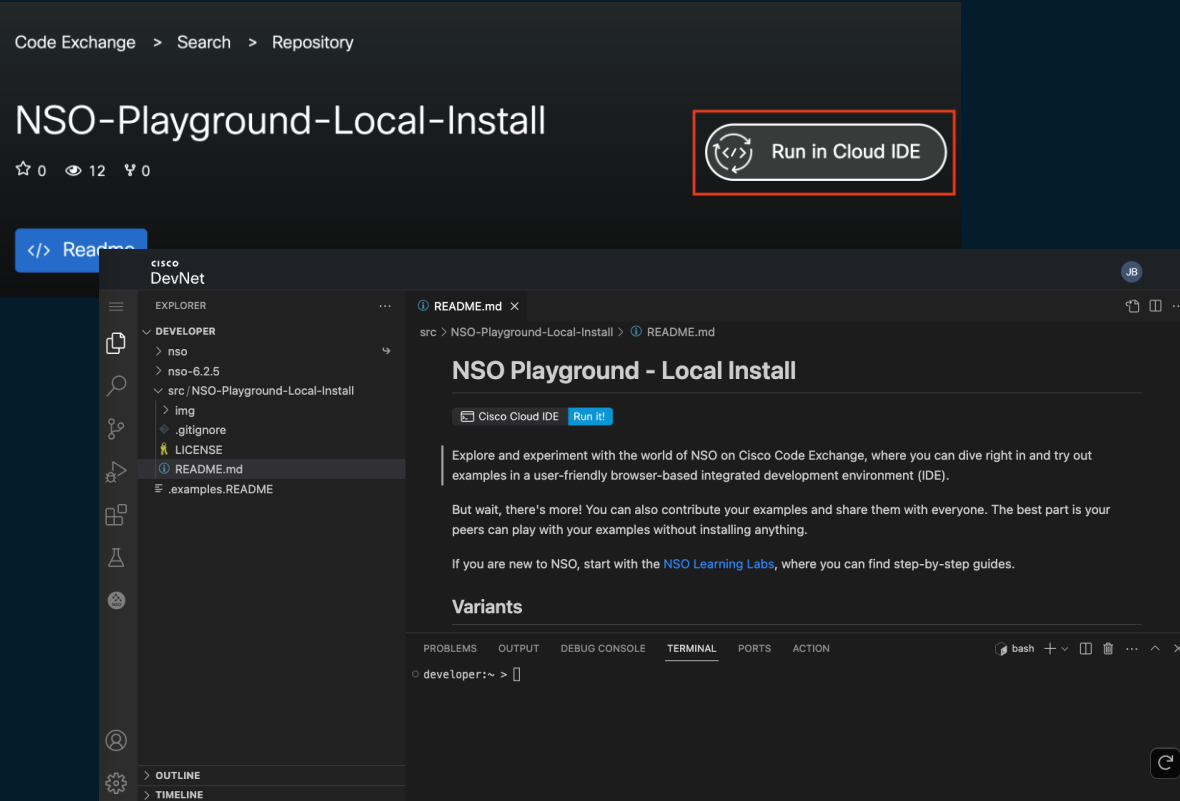 Code Exchange > Search > Repository
NSO-Playground-Local-Install
0 12 0
Run in Cloud IDE
</> Readme
CISCO
DevNet
JB
EXPLORER
DEVELOPER
nso
nso-6.2.5
src/NSO-Playground-Local-Install
img
.gitignore
LICENSE
README.md
.examples.README
OUTLINE
TIMELINE
README.md
src > NSO-Playground-Local-Install > README.md
NSO Playground - Local Install
Cisco Cloud IDE Run it!
Explore and experiment with the world of NSO on Cisco Code Exchange, where you can dive right in and try out
examples in a user-friendly browser-based integrated development environment (IDE).
But wait, there's more! You can also contribute your examples and share them with everyone. The best part is your
peers can play with your examples without installing anything.
If you are new to NSO, start with the NSO Learning Labs, where you can find step-by-step guides.
Variants
PROBLEMS OUTPUT DEBUG CONSOLE TERMINAL PORTS ACTION
bash
developer:~ >